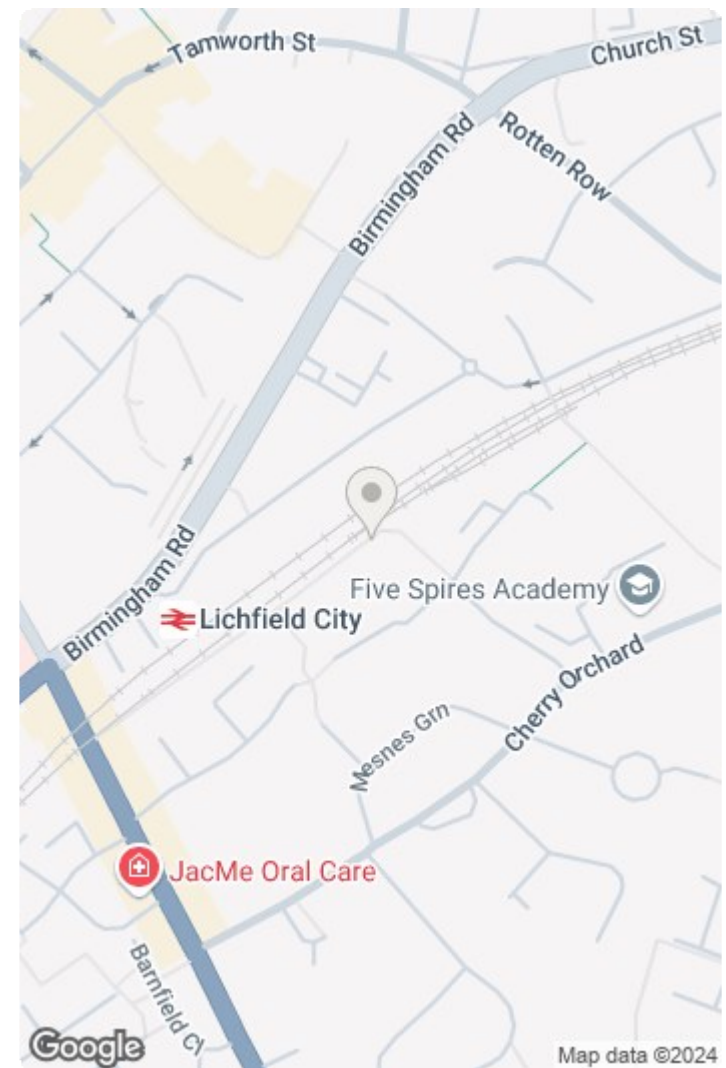 Tamworth St
Church St
Birmingham Rd
Rotten Row
Five Spires Academy
Birmingham Rd
Lichfield City
Cherry Orchard
Mesnes Grn
JacMe Oral Care
Barnfield Cl
Google
Map data ©2024